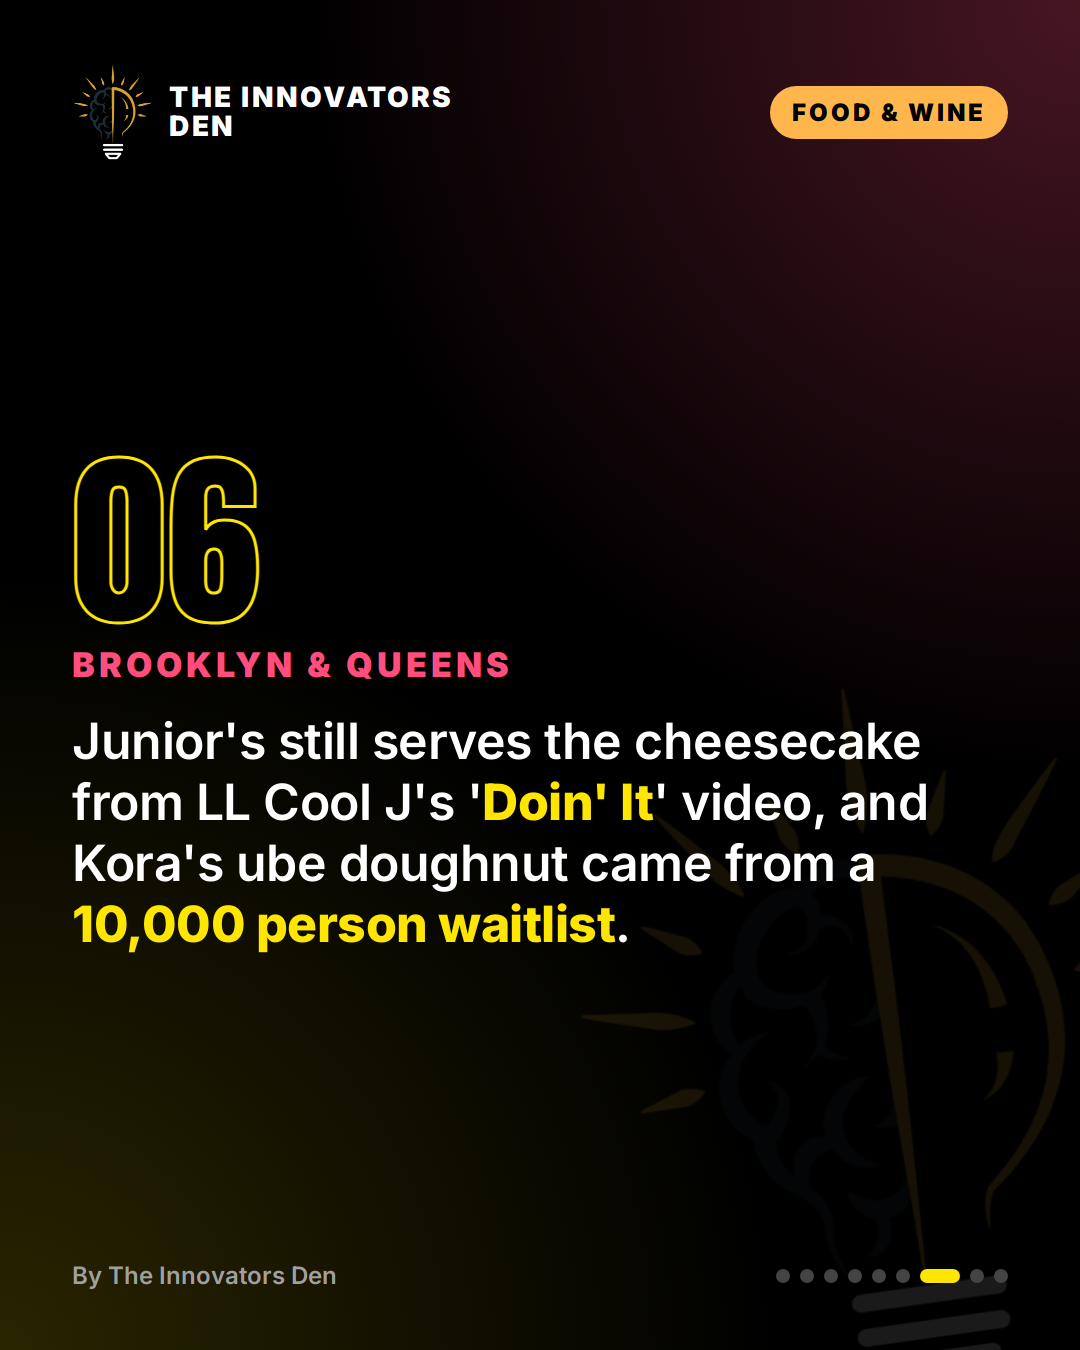 THE INNOVATORS
DEN
FOOD & WINE
06
BROOKLYN & QUEENS
Junior's still serves the cheesecake
from LL Cool J's 'Doin' It' video, and
Kora's ube doughnut came from a
10,000 person waitlist.
By The Innovators Den